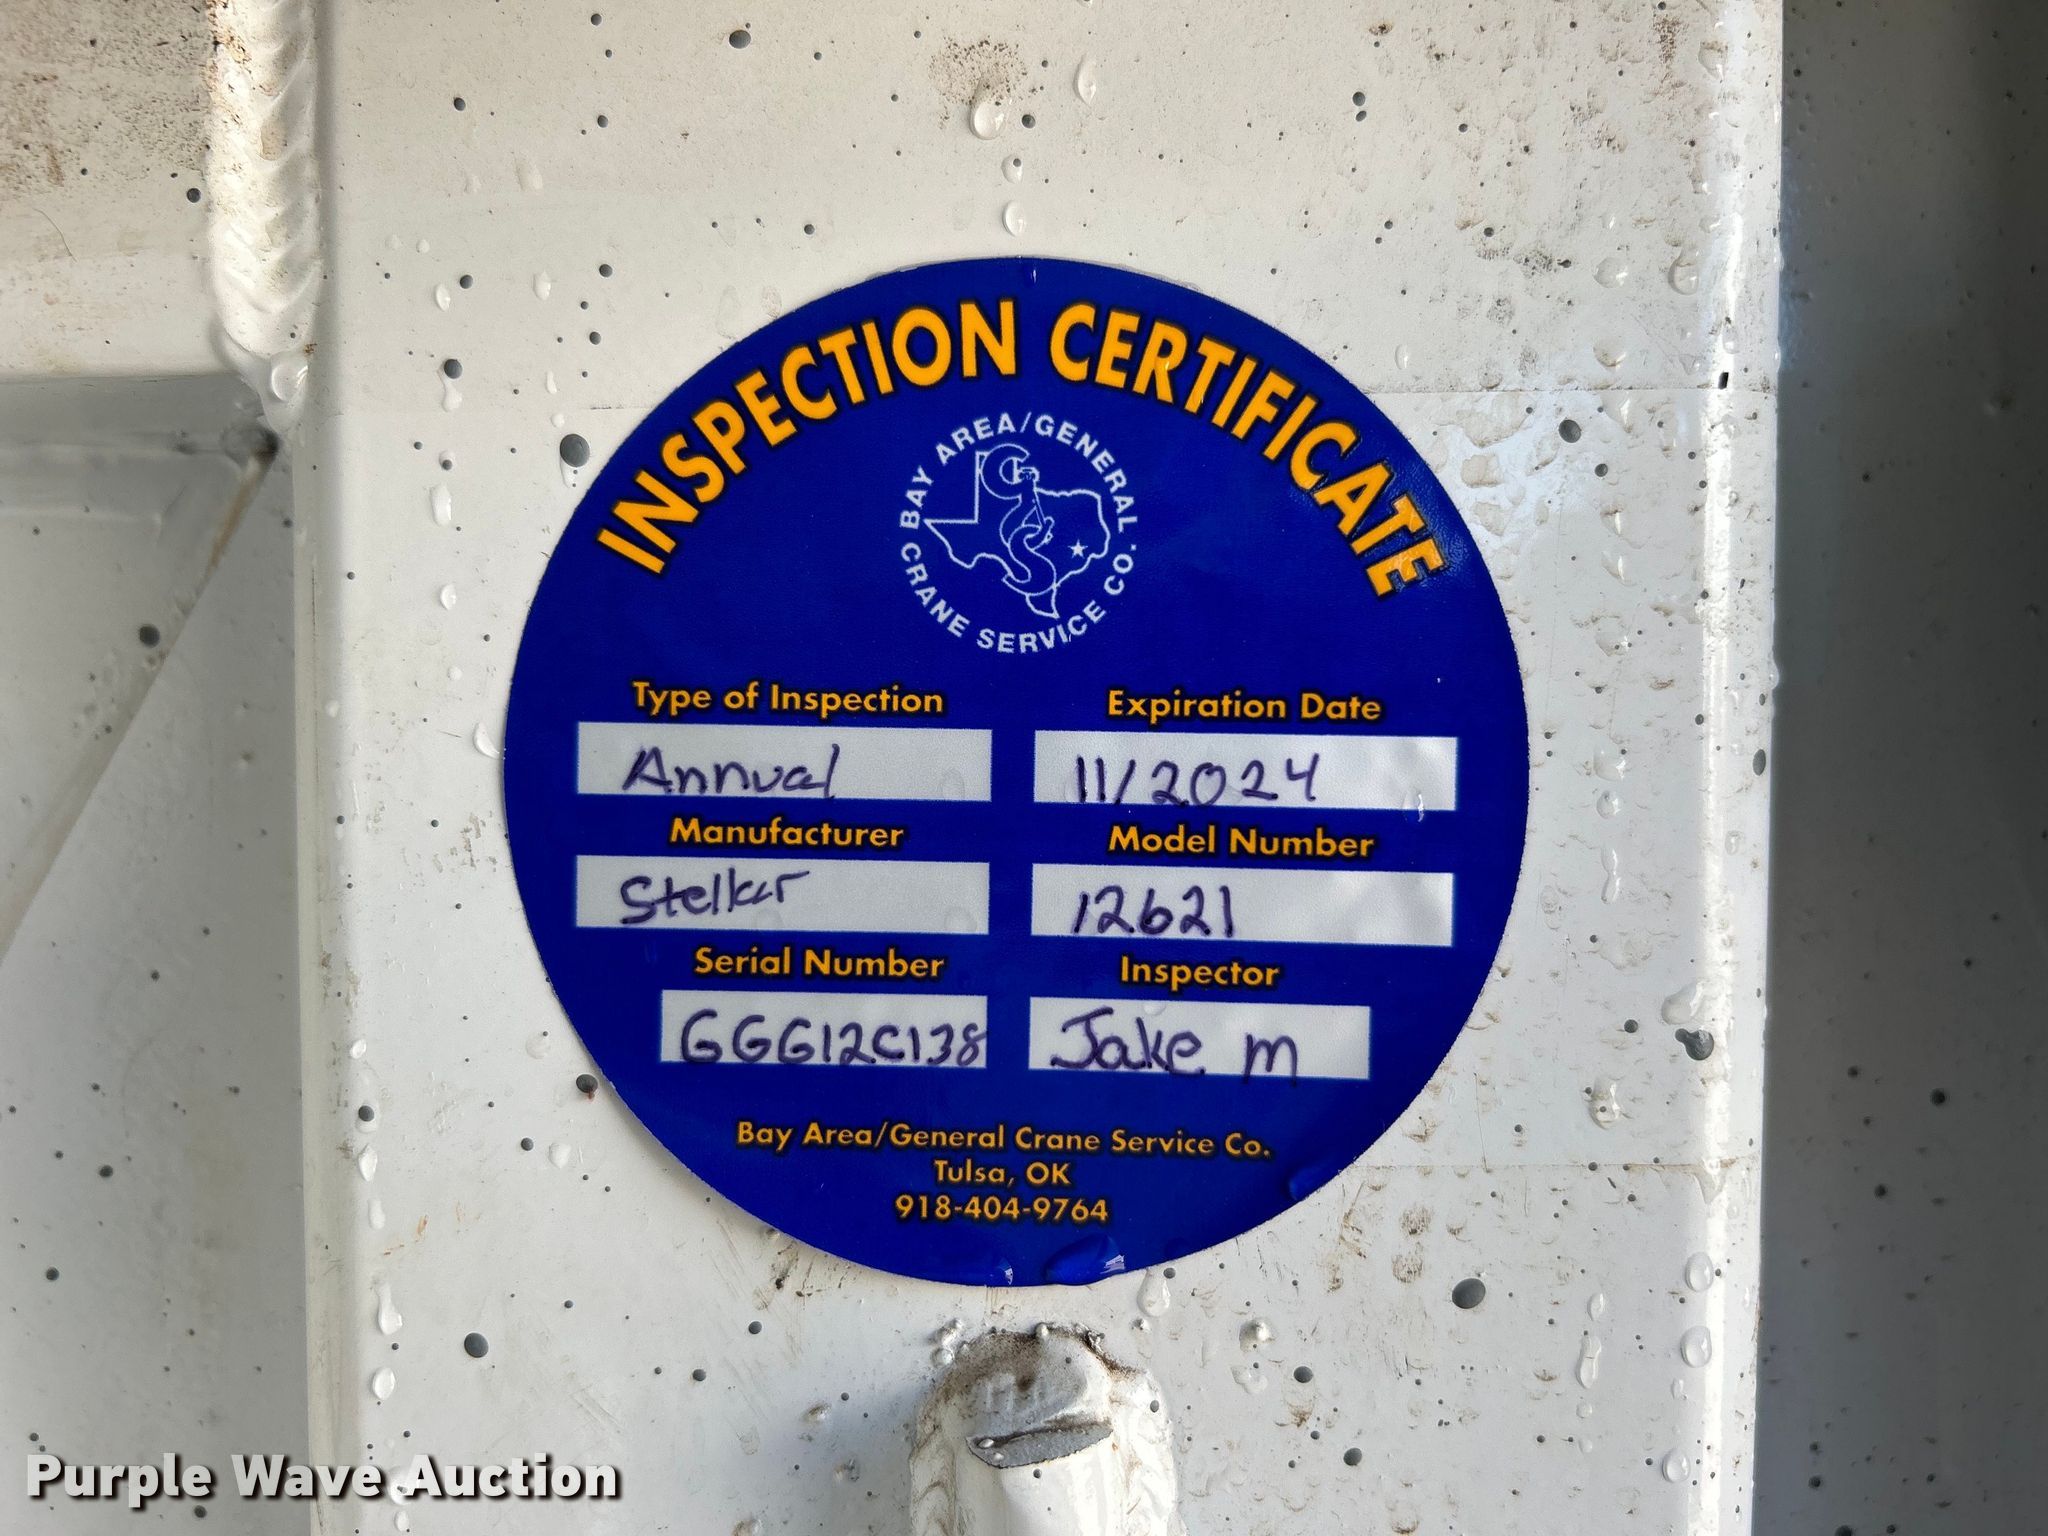 INSPECTION CERTIFICATE
BAY AREA/GENERAL
CRANE SERVICE CO.
Type of Inspection
Annual
Expiration Date
11/2024
Manufacturer
Stellar
Model Number
12621
Serial Number
GGG12C138
Inspector
Jake m
Bay Area/General Crane Service Co.
Tulsa, OK
918-404-9764
Purple Wave Auction